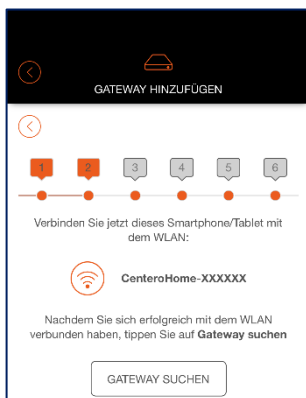 GATEWAY HINZUFÜGEN
1 2 3 4 5 6
Verbinden Sie jetzt dieses Smartphone/Tablet mit
dem WLAN:
CenteroHome-XXXXXX
Nachdem Sie sich erfolgreich mit dem WLAN
verbunden haben, tippen Sie auf Gateway suchen
GATEWAY SUCHEN